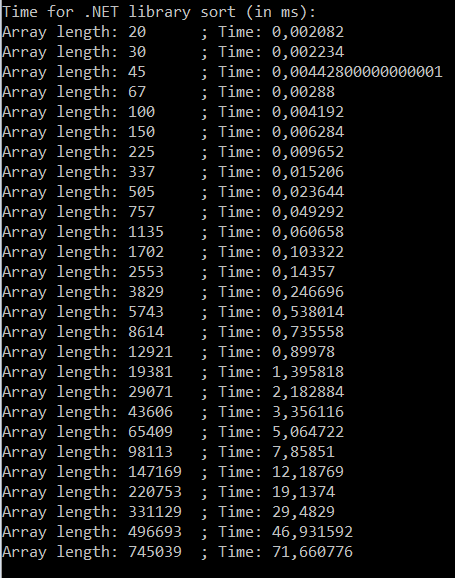 Time for .NET library sort (in ms):
Array length: 20      ; Time: 0,002082
Array length: 30      ; Time: 0,002234
Array length: 45      ; Time: 0,00442800000000001
Array length: 67      ; Time: 0,00288
Array length: 100     ; Time: 0,004192
Array length: 150     ; Time: 0,006284
Array length: 225     ; Time: 0,009652
Array length: 337     ; Time: 0,015206
Array length: 505     ; Time: 0,023644
Array length: 757     ; Time: 0,049292
Array length: 1135    ; Time: 0,060658
Array length: 1702    ; Time: 0,103322
Array length: 2553    ; Time: 0,14357
Array length: 3829    ; Time: 0,246696
Array length: 5743    ; Time: 0,538014
Array length: 8614    ; Time: 0,735558
Array length: 12921   ; Time: 0,89978
Array length: 19381   ; Time: 1,395818
Array length: 29071   ; Time: 2,182884
Array length: 43606   ; Time: 3,356116
Array length: 65409   ; Time: 5,064722
Array length: 98113   ; Time: 7,85851
Array length: 147169  ; Time: 12,18769
Array length: 220753  ; Time: 19,1374
Array length: 331129  ; Time: 29,4829
Array length: 496693  ; Time: 46,931592
Array length: 745039  ; Time: 71,660776